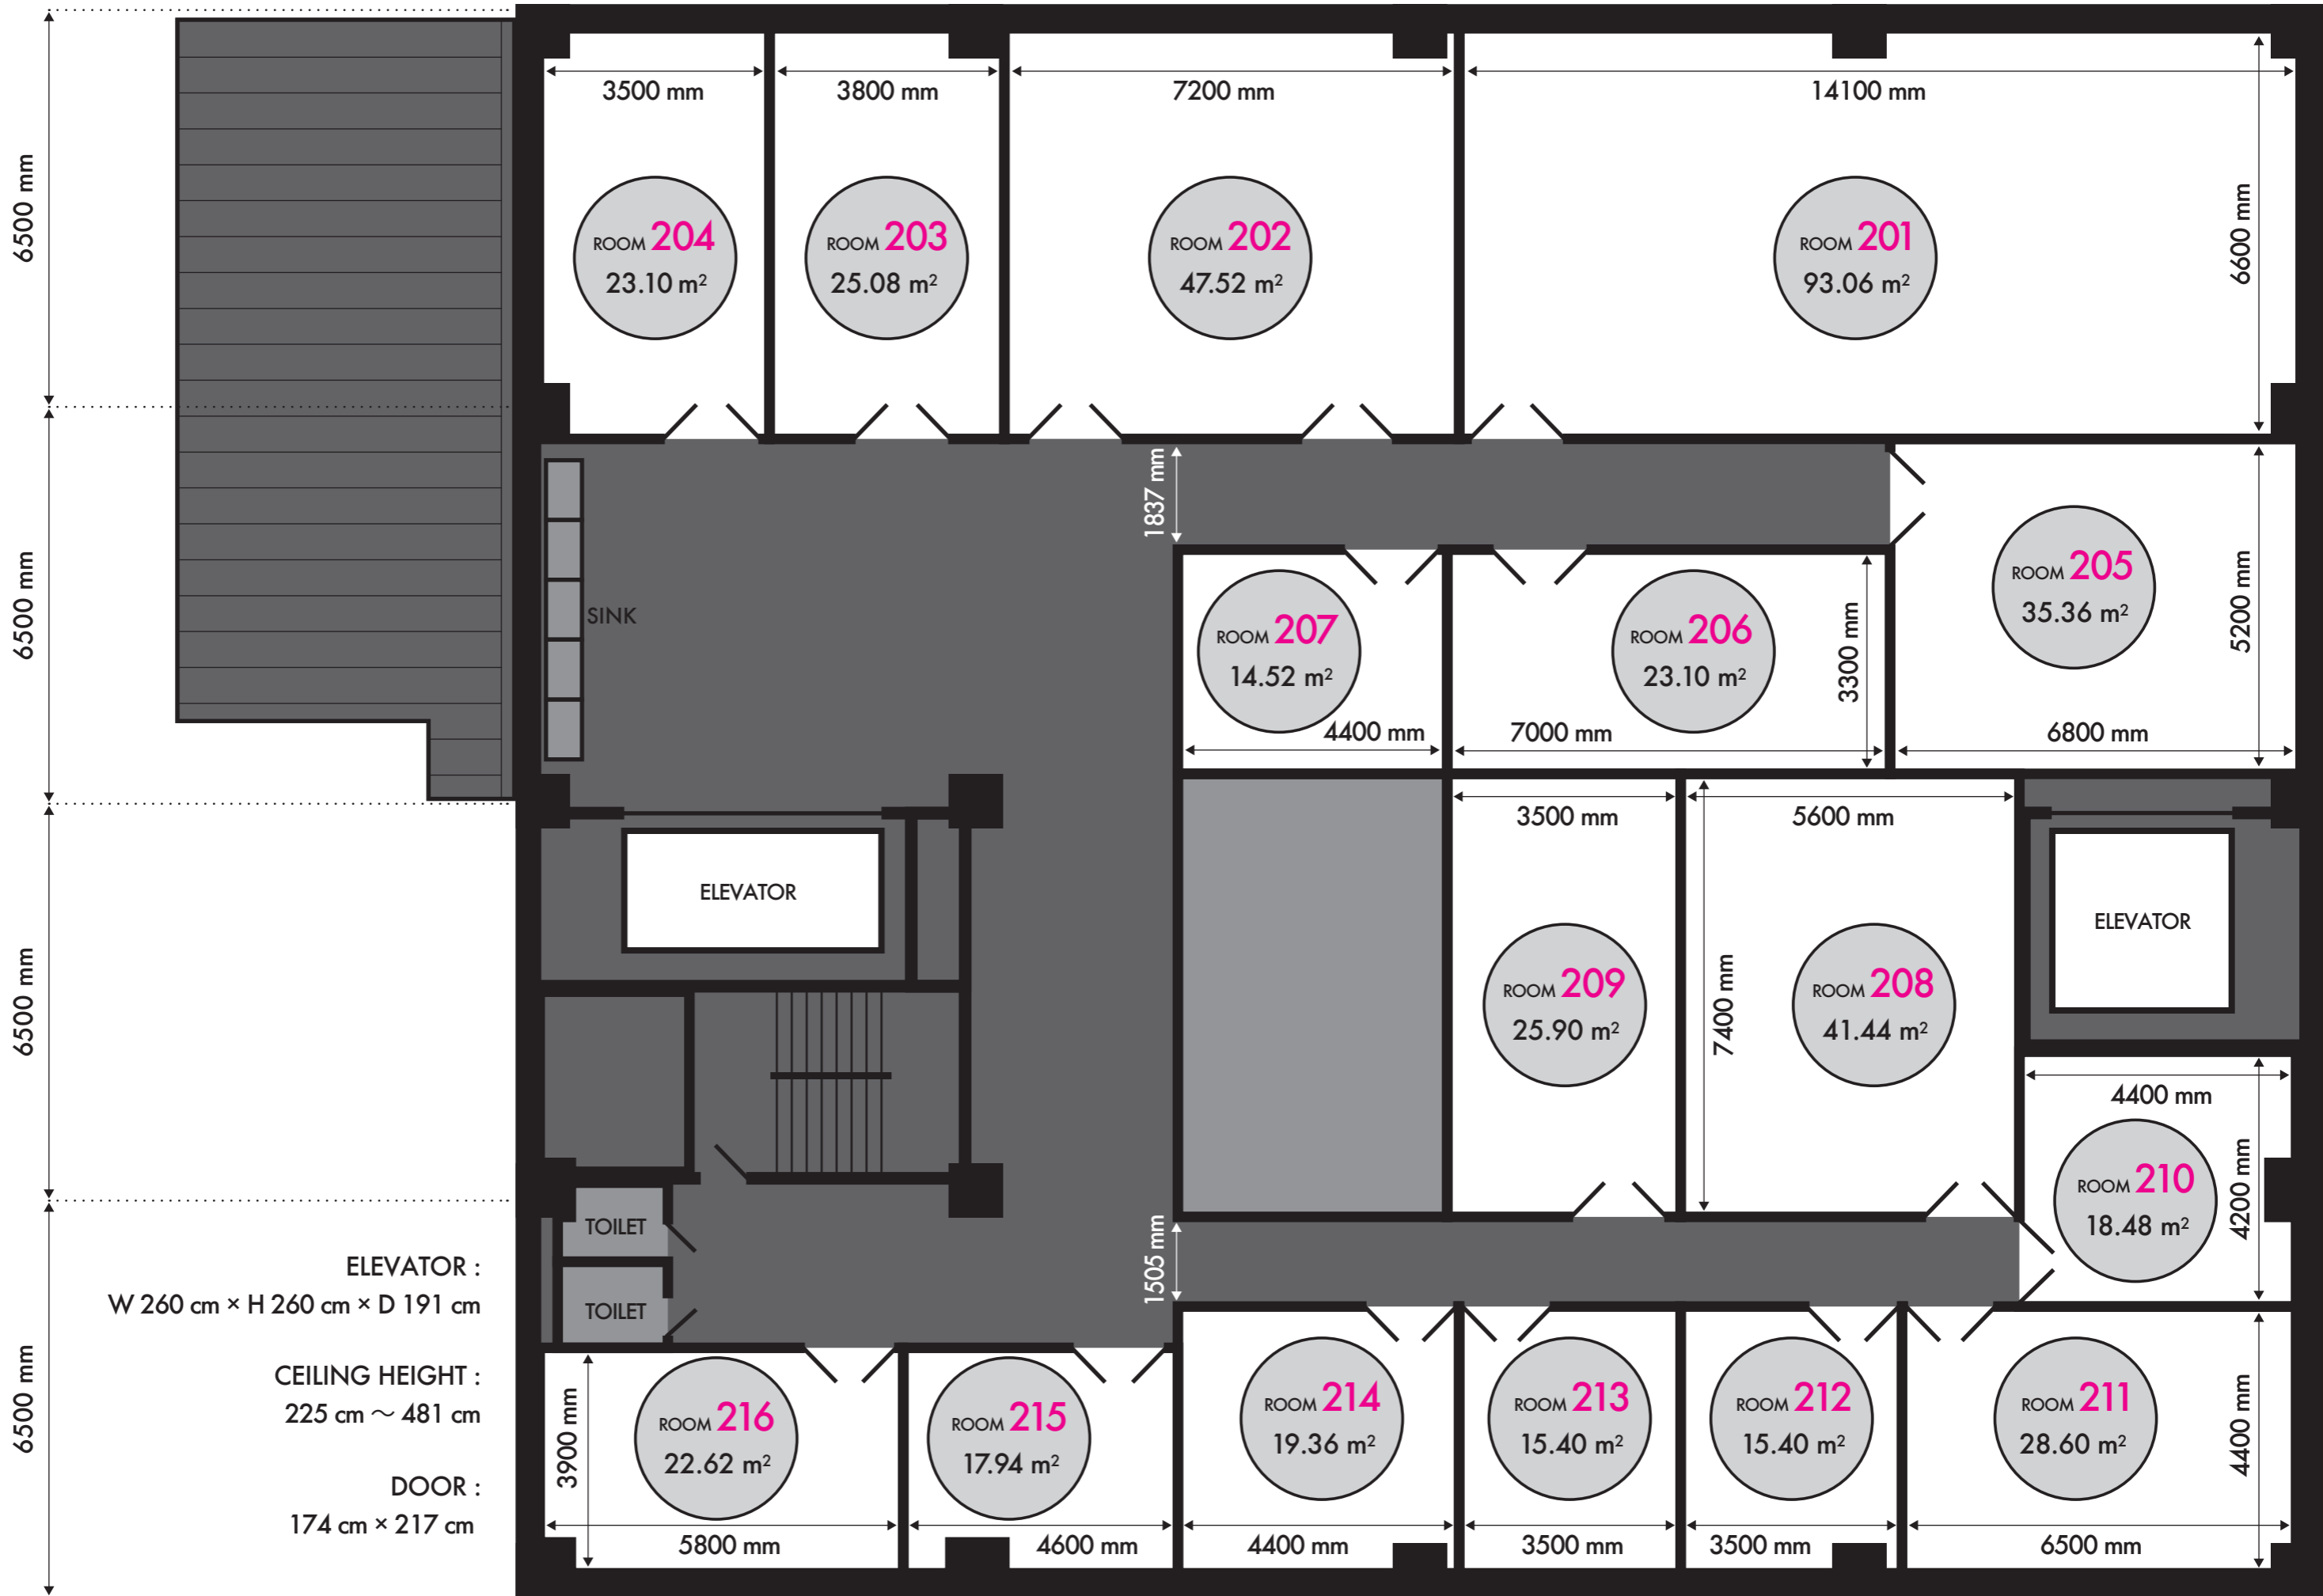 3500 mm
3800 mm
7200 mm
14100 mm
6500 mm
ROOM 204
23.10 m²
ROOM 203
25.08 m²
ROOM 202
47.52 m²
ROOM 201
93.06 m²
6600 mm
1837 mm
6500 mm
SINK
ROOM 207
14.52 m²
4400 mm
ROOM 206
23.10 m²
7000 mm
3300 mm
ROOM 205
35.36 m²
6800 mm
5200 mm
3500 mm
5600 mm
ELEVATOR
ELEVATOR
6500 mm
ROOM 209
25.90 m²
7400 mm
ROOM 208
41.44 m²
4400 mm
ROOM 210
18.48 m²
4200 mm
TOILET
TOILET
1505 mm
ELEVATOR :
W 260 cm × H 260 cm × D 191 cm
CEILING HEIGHT :
225 cm ～ 481 cm
DOOR :
174 cm × 217 cm
6500 mm
3900 mm
ROOM 216
22.62 m²
5800 mm
ROOM 215
17.94 m²
4600 mm
ROOM 214
19.36 m²
4400 mm
ROOM 213
15.40 m²
3500 mm
ROOM 212
15.40 m²
3500 mm
ROOM 211
28.60 m²
6500 mm
4400 mm